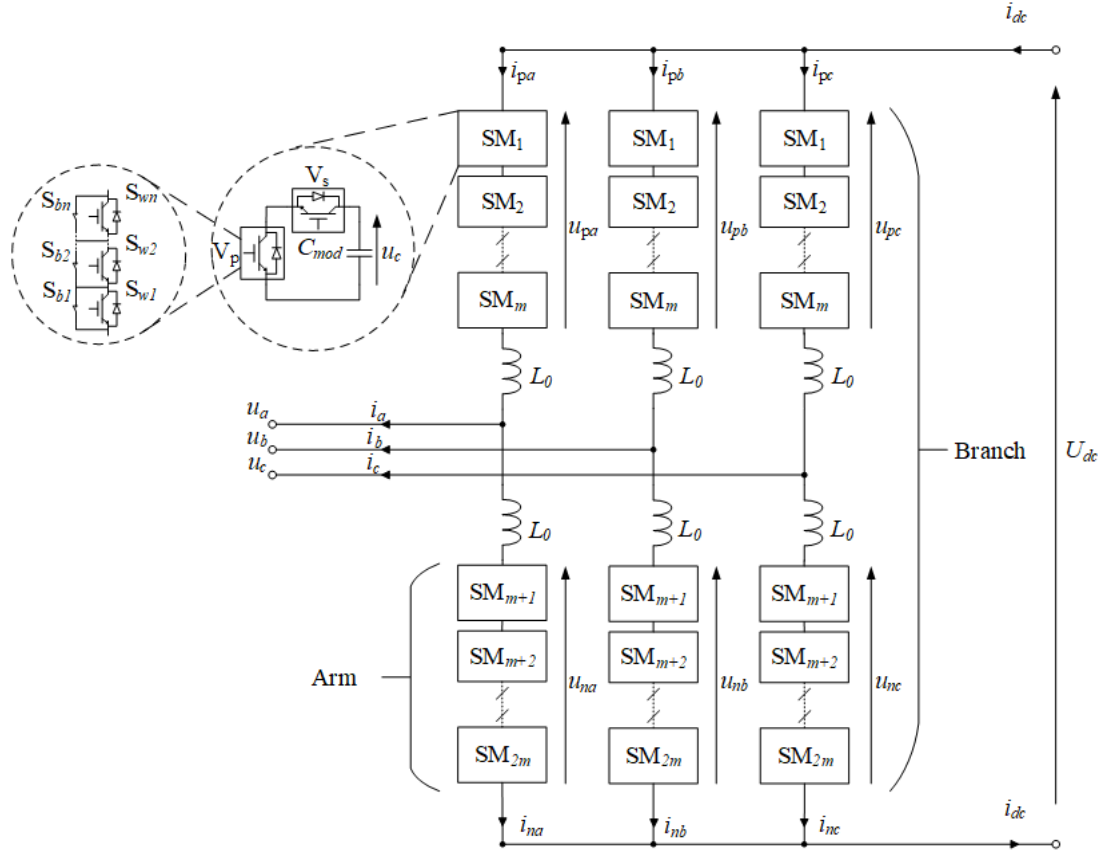 i_dc
i_pa i_pb i_pc
SM_1 SM_1 SM_1
V_s
S_bn S_wn
SM_2 SM_2 SM_2
u_pa u_pb u_pc
S_b2 S_w2 V_p C_mod u_c
S_b1 S_w1
SM_m SM_m SM_m
L_0 L_0 L_0
u_a i_a
u_b i_b
u_c i_c
Branch U_dc
L_0 L_0 L_0
SM_m+1 SM_m+1 SM_m+1
SM_m+2 SM_m+2 SM_m+2
Arm u_na u_nb u_nc
SM_2m SM_2m SM_2m
i_na i_nb i_nc i_dc